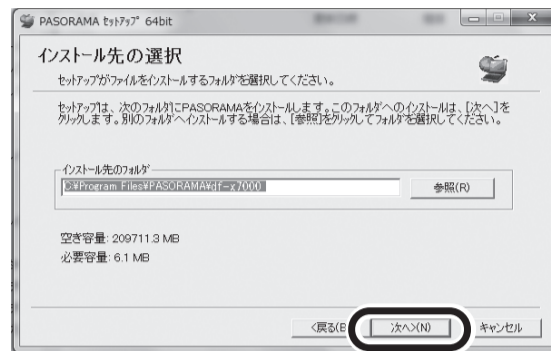 PASORAMA ｾｯﾄｱｯﾌﾟ 64bit
インストール先の選択
セットアップがファイルをインストールするフォルダを選択してください。
セットアップは、次のフォルダにPASORAMAをインストールします。このフォルダへのインストールは、[次へ]を
クリックします。別のフォルダへインストールする場合は、[参照]をクリックしてフォルダを選択してください。
インストール先のフォルダ
C:¥Program Files¥PASORAMA¥df-x7000
参照(R)
空き容量: 209711.3 MB
必要容量: 6.1 MB
<戻る(B
次へ>(N)
キャンセル